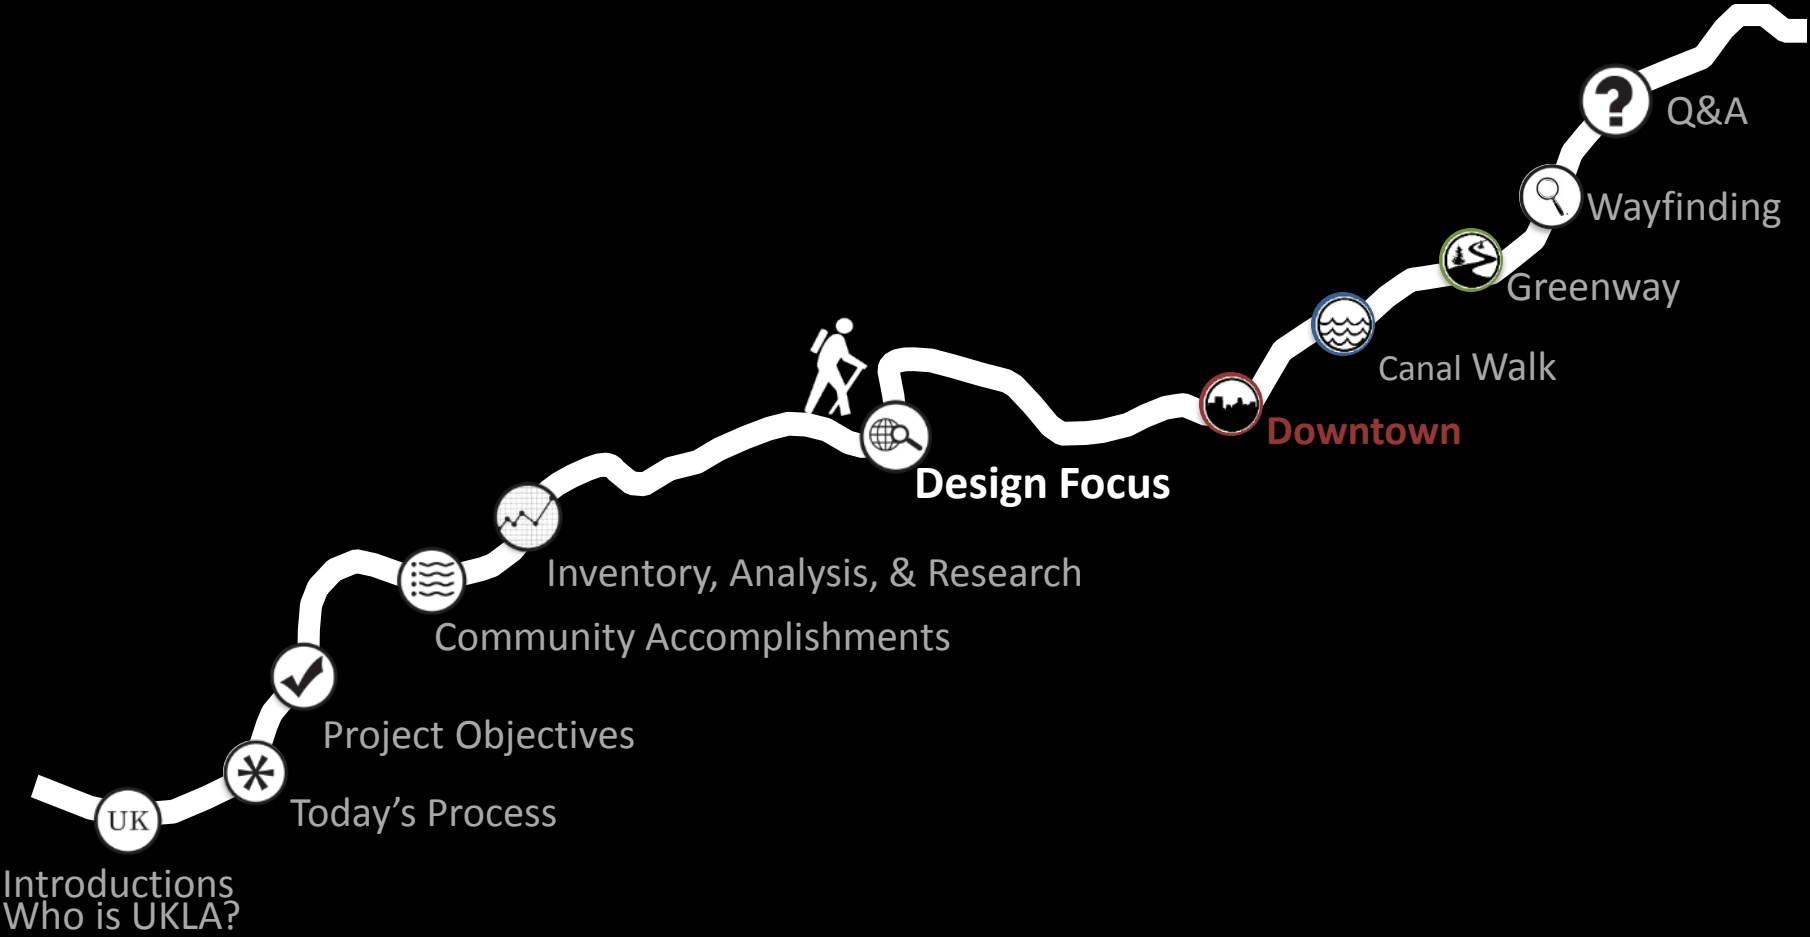 Q&A
Wayfinding
Greenway
Canal Walk
Downtown
Design Focus
Inventory, Analysis, & Research
Community Accomplishments
Project Objectives
Today’s Process
UK
Introductions
Who is UKLA?